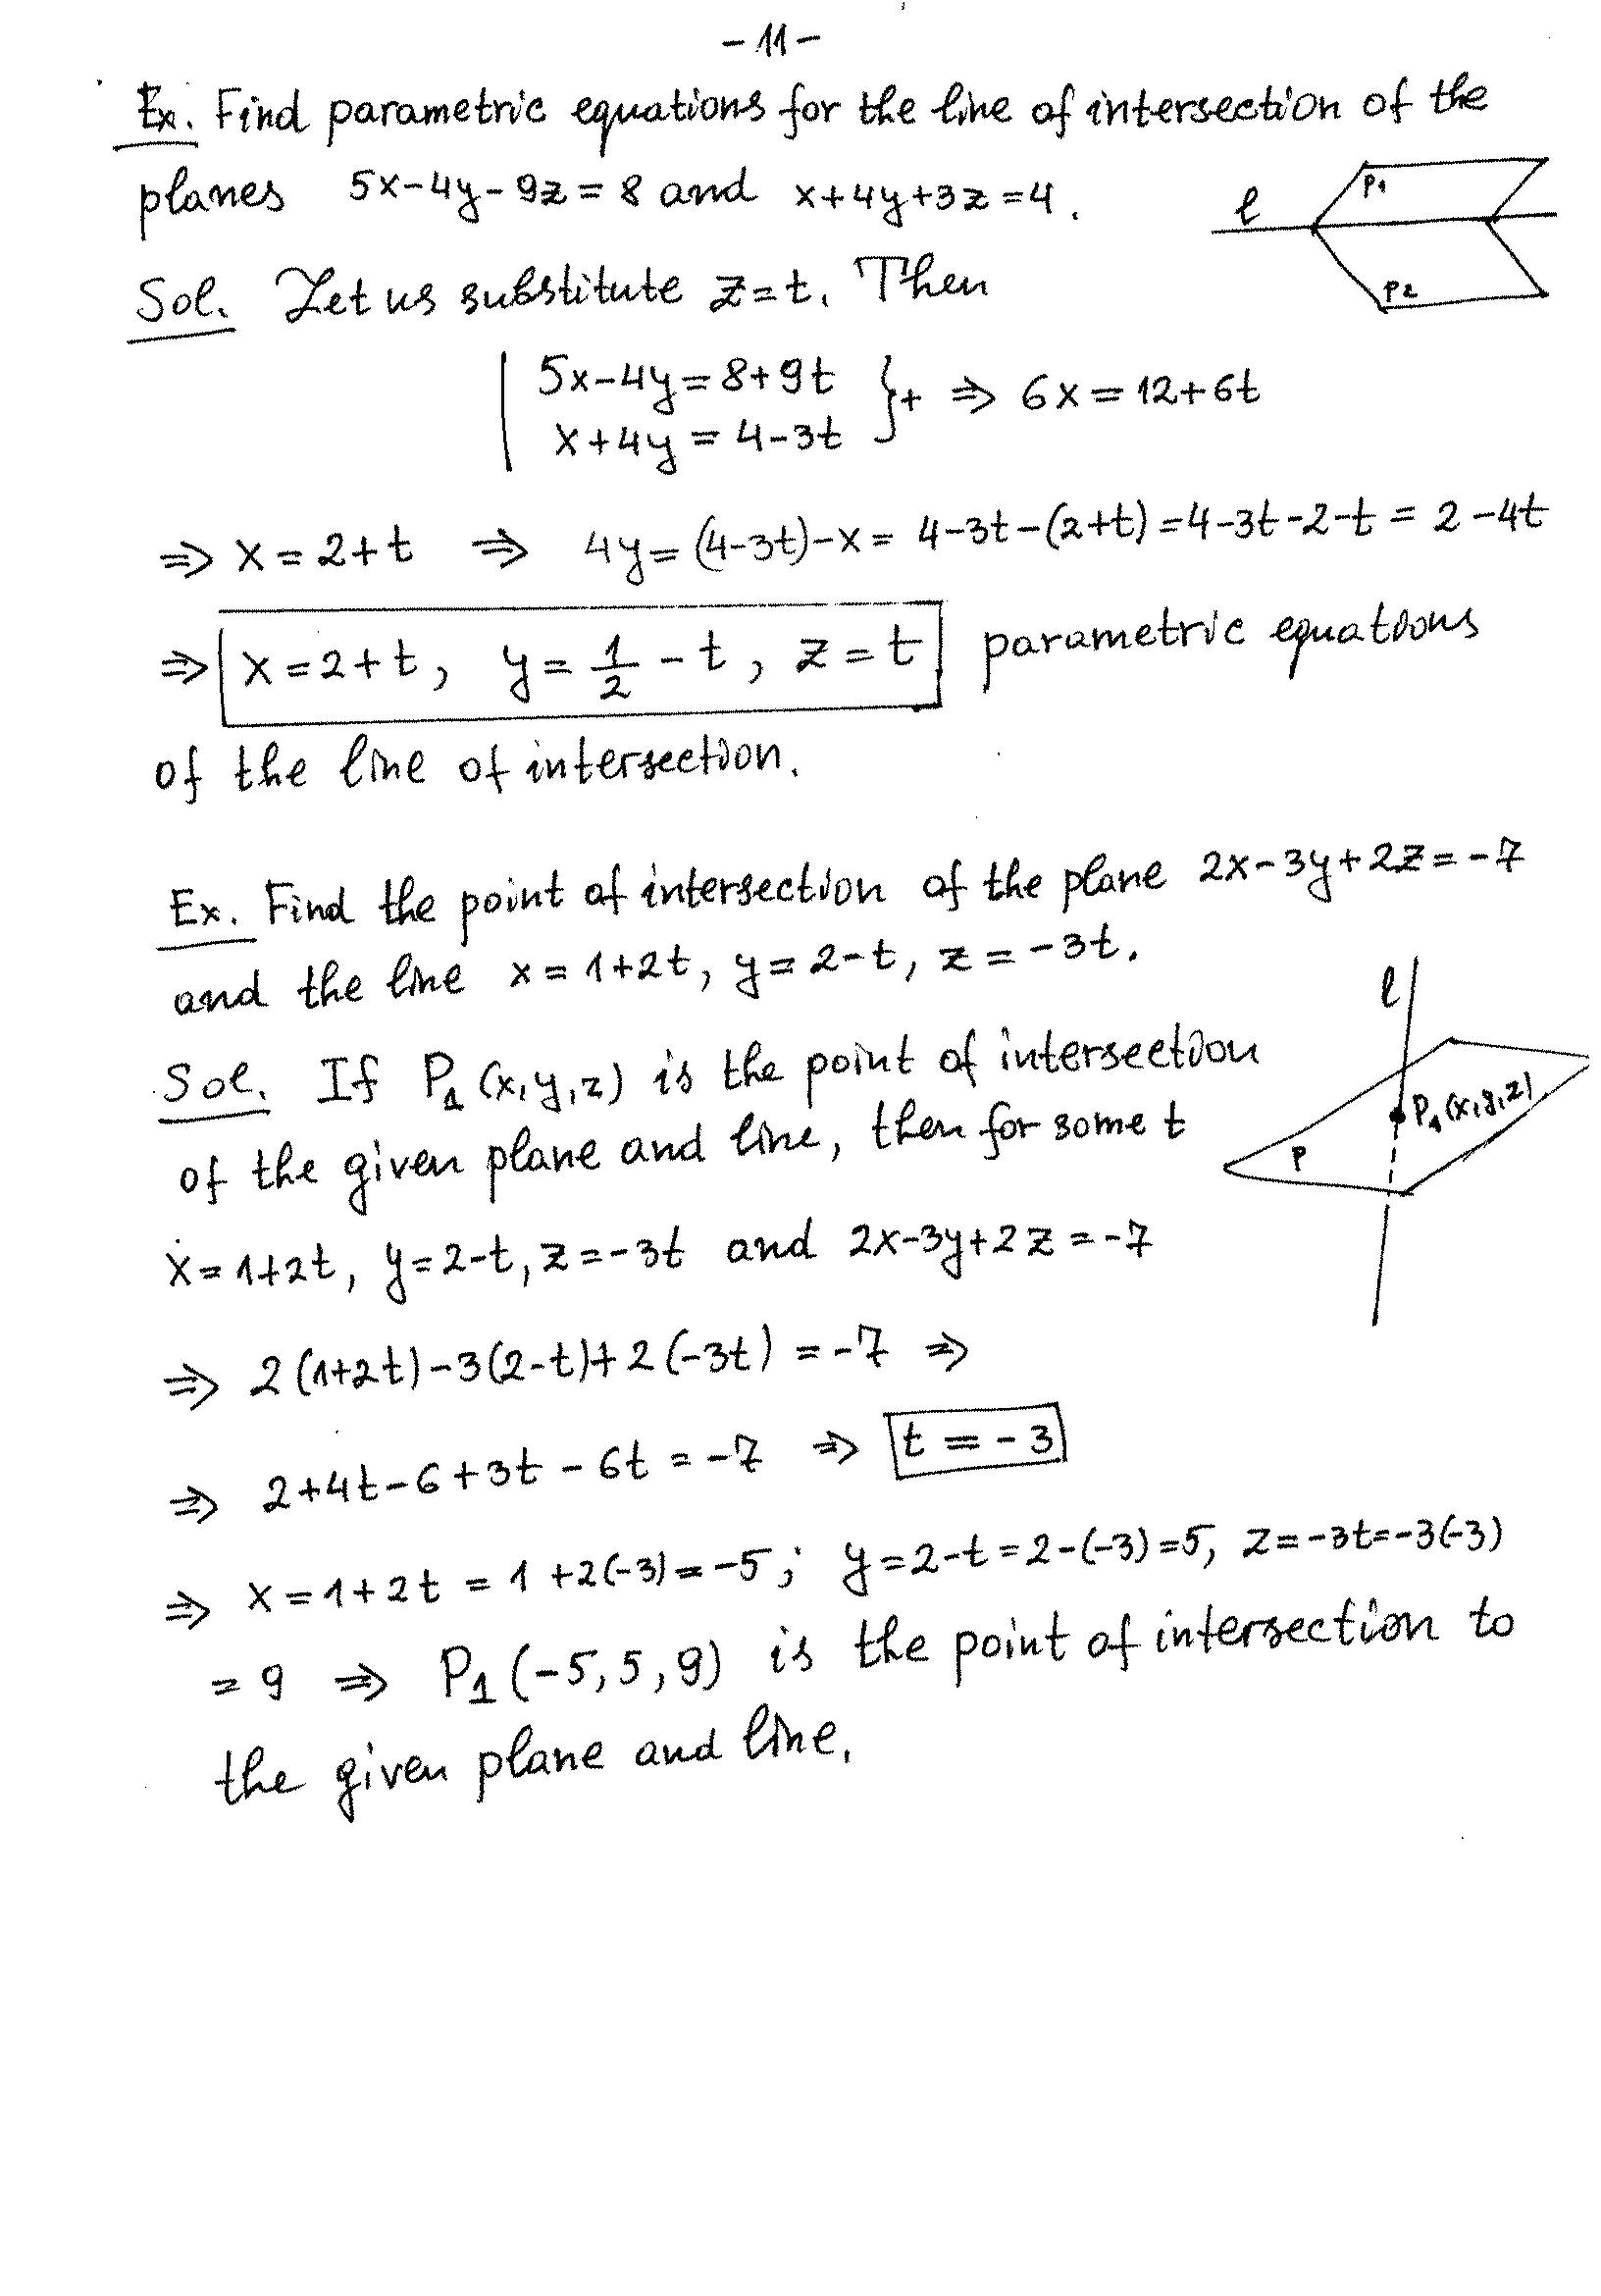 - 11 -
Ex. Find parametric equations for the line of intersection of the
planes 5x-4y-9z=8 and x+4y+3z=4.
l P1
P2
Sol. Let us substitute z=t. Then
5x-4y=8+9t
x+4y=4-3t } + ⇒ 6x=12+6t
⇒ x=2+t ⇒ 4y=(4-3t)-x= 4-3t-(2+t)=4-3t-2-t = 2-4t
⇒ x=2+t, y=1/2-t, z=t parametric equations
of the line of intersection.
Ex. Find the point of intersection of the plane 2x-3y+2z=-7
and the line x=1+2t, y=2-t, z=-3t.
l
Sol. If P₁(x,y,z) is the point of intersection
P₁(x,y,z)
of the given plane and line, then for some t
P
x=1+2t, y=2-t, z=-3t and 2x-3y+2z=-7
⇒ 2(1+2t)-3(2-t)+2(-3t) = -7 ⇒
⇒ 2+4t-6+3t-6t = -7 ⇒ t = -3
⇒ x=1+2t = 1+2(-3)=-5; y=2-t=2-(-3)=5, z=-3t=-3(-3)
= 9 ⇒ P₁(-5,5,9) is the point of intersection to
the given plane and line.